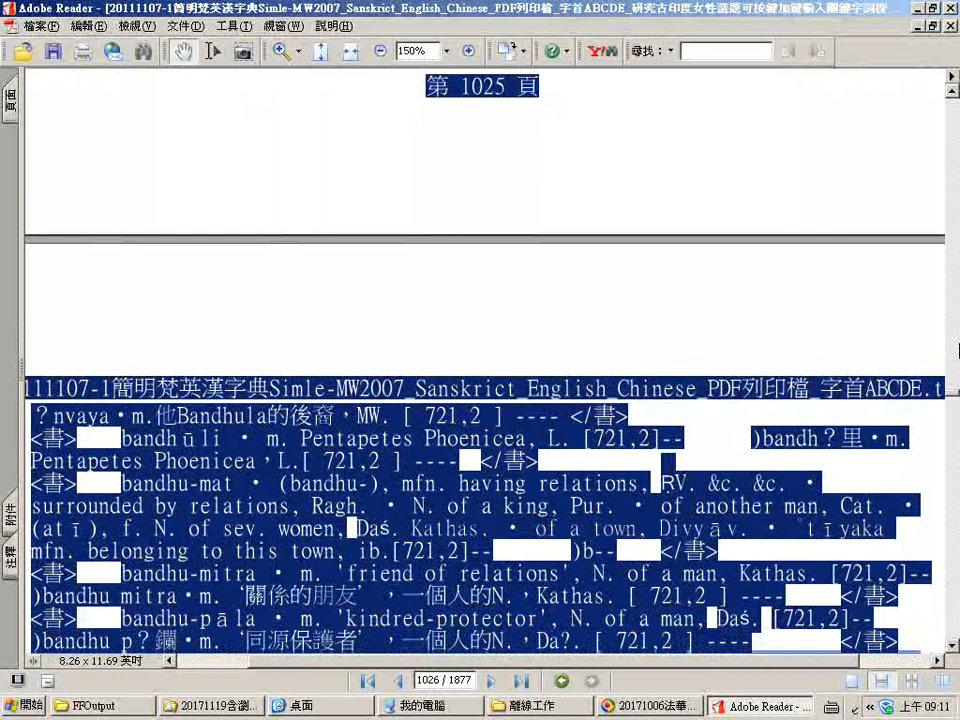 Adobe Reader - [20111107-1簡明梵英漢字典Simle-MW2007_Sanskrict_English_Chinese_PDF列印檔_字首ABCDE_研究古印度女性議題可按鍵加鍵輸入關鍵字詞搜
檔案(F) 編輯(E) 檢視(V) 文件(D) 工具(T) 視窗(W) 說明(H)
150% 尋找:
頁面
第 1025 頁
111107-1簡明梵英漢字典Simle-MW2007_Sanskrict_English_Chinese_PDF列印檔_字首ABCDE.t
?nvaya·m.他Bandhula的後裔,MW. [ 721,2 ] ---- </書>
<書> bandhūli · m. Pentapetes Phoenicea, L. [721,2]-- )bandh?里·m.
Pentapetes Phoenicea,L.[ 721,2 ] ---- </書>
<書> bandhu-mat · (bandhu-), mfn. having relations, ṚV. &c. &c. ·
surrounded by relations, Ragh. · N. of a king, Pur. · of another man, Cat. ·
(atī), f. N. of sev. women, Daś. Kathas. · of a town, Divyāv. · °tīyaka
mfn. belonging to this town, ib.[721,2]-- )b-- </書>
<書> bandhu-mitra · m. 'friend of relations', N. of a man, Kathas. [721,2]--
)bandhu mitra·m.‘關係的朋友’,一個人的N.,Kathas. [ 721,2 ] ---- </書>
<書> bandhu-pāla · m. 'kindred-protector', N. of a man, Daś. [721,2]--
)bandhu p?鑭·m.‘同源保護者’,一個人的N.,Da?. [ 721,2 ] ---- </書>
附件
注釋
8.26 x 11.69 英吋
1026 / 1877
開始 FFOutput 20171119含瀏... 桌面 我的電腦 離線工作 20171006法華... Adobe Reader - [... 上午 09:11